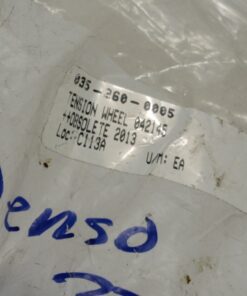 035-260-0005
TENSION WHEEL 042145
**OBSOLETE 2013
Loc: C113A U/M: EA
Denso